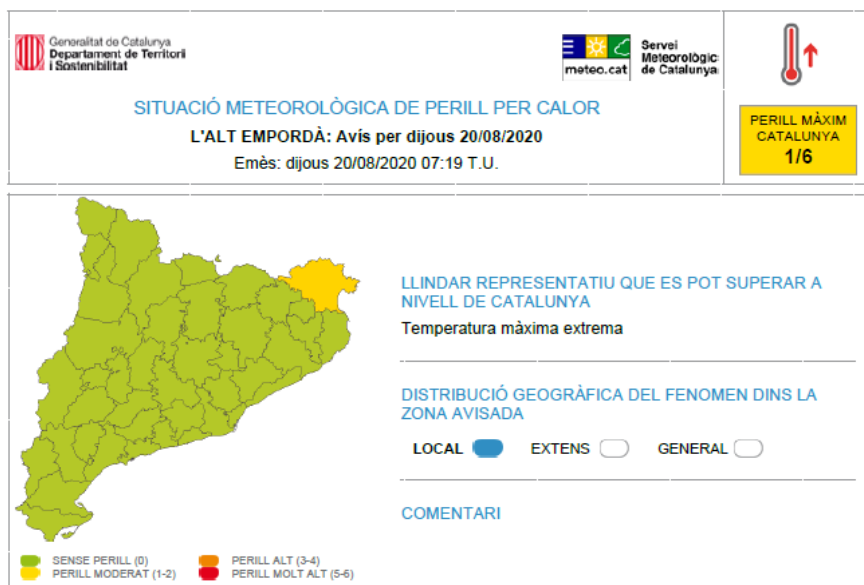 Generalitat de Catalunya
Departament de Territori
i Sostenibilitat
meteo.cat
Servei
Meteorològic
de Catalunya
SITUACIÓ METEOROLÒGICA DE PERILL PER CALOR
L'ALT EMPORDÀ: Avís per dijous 20/08/2020
Emès: dijous 20/08/2020 07:19 T.U.
PERILL MÀXIM
CATALUNYA
1/6
LLINDAR REPRESENTATIU QUE ES POT SUPERAR A
NIVELL DE CATALUNYA
Temperatura màxima extrema
DISTRIBUCIÓ GEOGRÀFICA DEL FENOMEN DINS LA
ZONA AVISADA
LOCAL EXTENS GENERAL
COMENTARI
SENSE PERILL (0) PERILL ALT (3-4)
PERILL MODERAT (1-2) PERILL MOLT ALT (5-6)